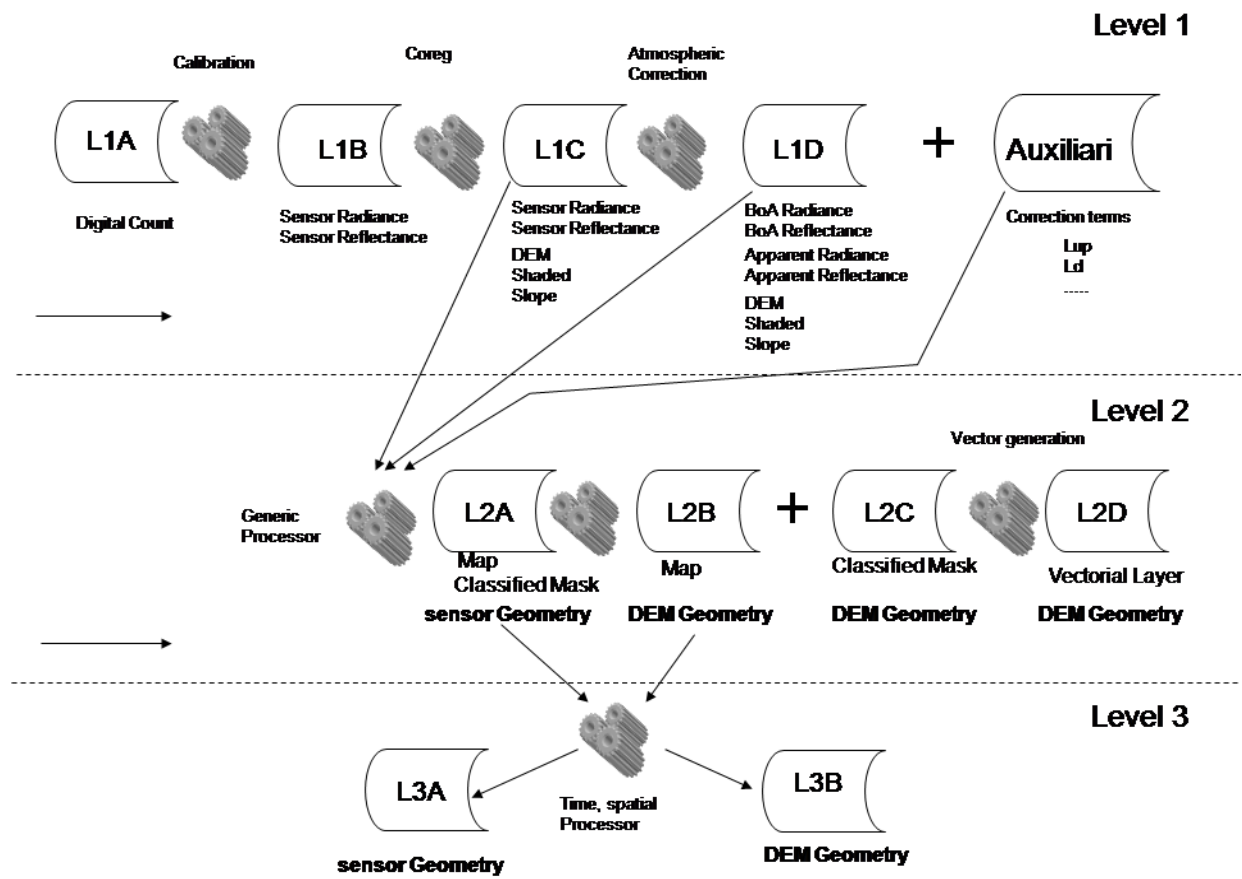 Level 1
Calibration
Coreg
Atmospheric
Correction
L1A
L1B
L1C
L1D
+
Auxiliari
Digital Count
Sensor Radiance
Sensor Reflectance
Sensor Radiance
Sensor Reflectance
DEM
Shaded
Slope
BoA Radiance
BoA Reflectance
Apparent Radiance
Apparent Reflectance
DEM
Shaded
Slope
Correction terms
Lup
Ld
-----
Level 2
Vector generation
Generic
Processor
L2A
L2B
+
L2C
L2D
Map
Classified Mask
sensor Geometry
Map
DEM Geometry
Classified Mask
DEM Geometry
Vectorial Layer
DEM Geometry
Level 3
L3A
L3B
Time, spatial
Processor
sensor Geometry
DEM Geometry